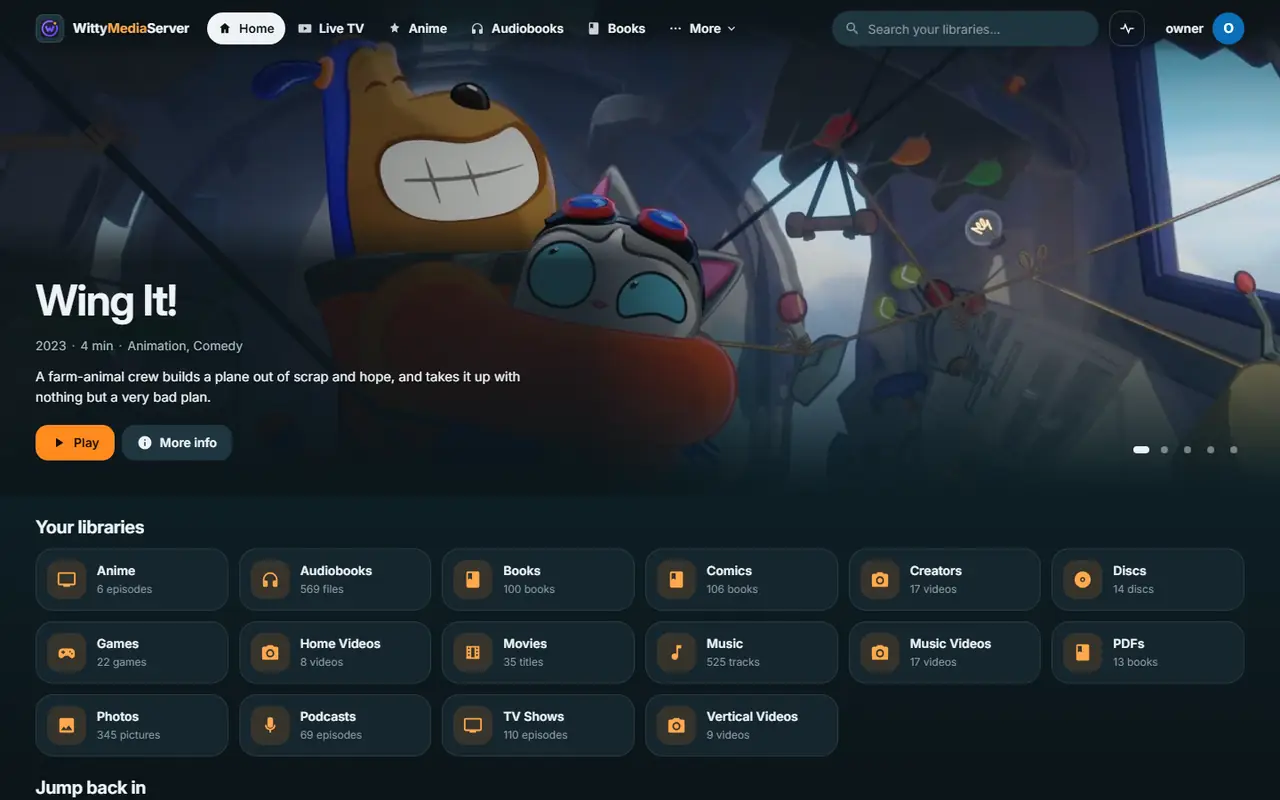 WittyMediaServer
Home
Live TV
Anime
Audiobooks
Books
More
Search your libraries...
owner
O
Wing It!
2023 · 4 min · Animation, Comedy
A farm-animal crew builds a plane out of scrap and hope, and takes it up with
nothing but a very bad plan.
Play
More info
Your libraries
Anime
6 episodes
Audiobooks
569 files
Books
100 books
Comics
106 books
Creators
17 videos
Discs
14 discs
Games
22 games
Home Videos
8 videos
Movies
35 titles
Music
525 tracks
Music Videos
17 videos
PDFs
13 books
Photos
345 pictures
Podcasts
69 episodes
TV Shows
110 episodes
Vertical Videos
9 videos
Jump back in